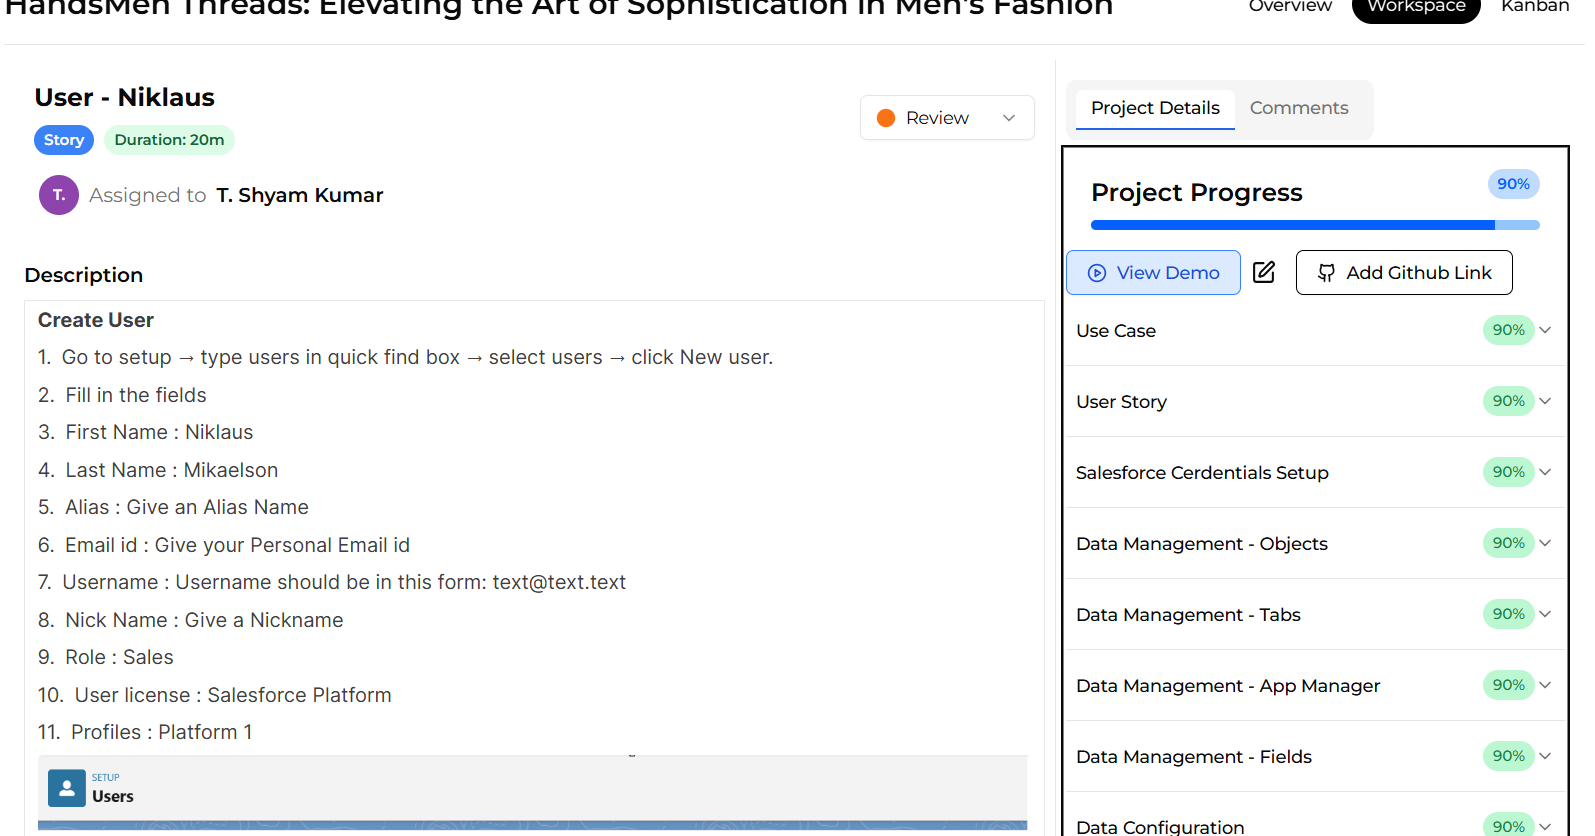 HandsMen Threads: Elevating the Art of Sophistication in Men's Fashion
Overview Workspace Kanban
User - Niklaus
Story Duration: 20m
Review
T. Assigned to T. Shyam Kumar
Description
Create User
1. Go to setup → type users in quick find box → select users → click New user.
2. Fill in the fields
3. First Name : Niklaus
4. Last Name : Mikaelson
5. Alias : Give an Alias Name
6. Email id : Give your Personal Email id
7. Username : Username should be in this form: text@text.text
8. Nick Name : Give a Nickname
9. Role : Sales
10. User license : Salesforce Platform
11. Profiles : Platform 1
SETUP
Users
Project Details Comments
Project Progress 90%
View Demo Add Github Link
Use Case 90%
User Story 90%
Salesforce Cerdentials Setup 90%
Data Management - Objects 90%
Data Management - Tabs 90%
Data Management - App Manager 90%
Data Management - Fields 90%
Data Configuration 90%